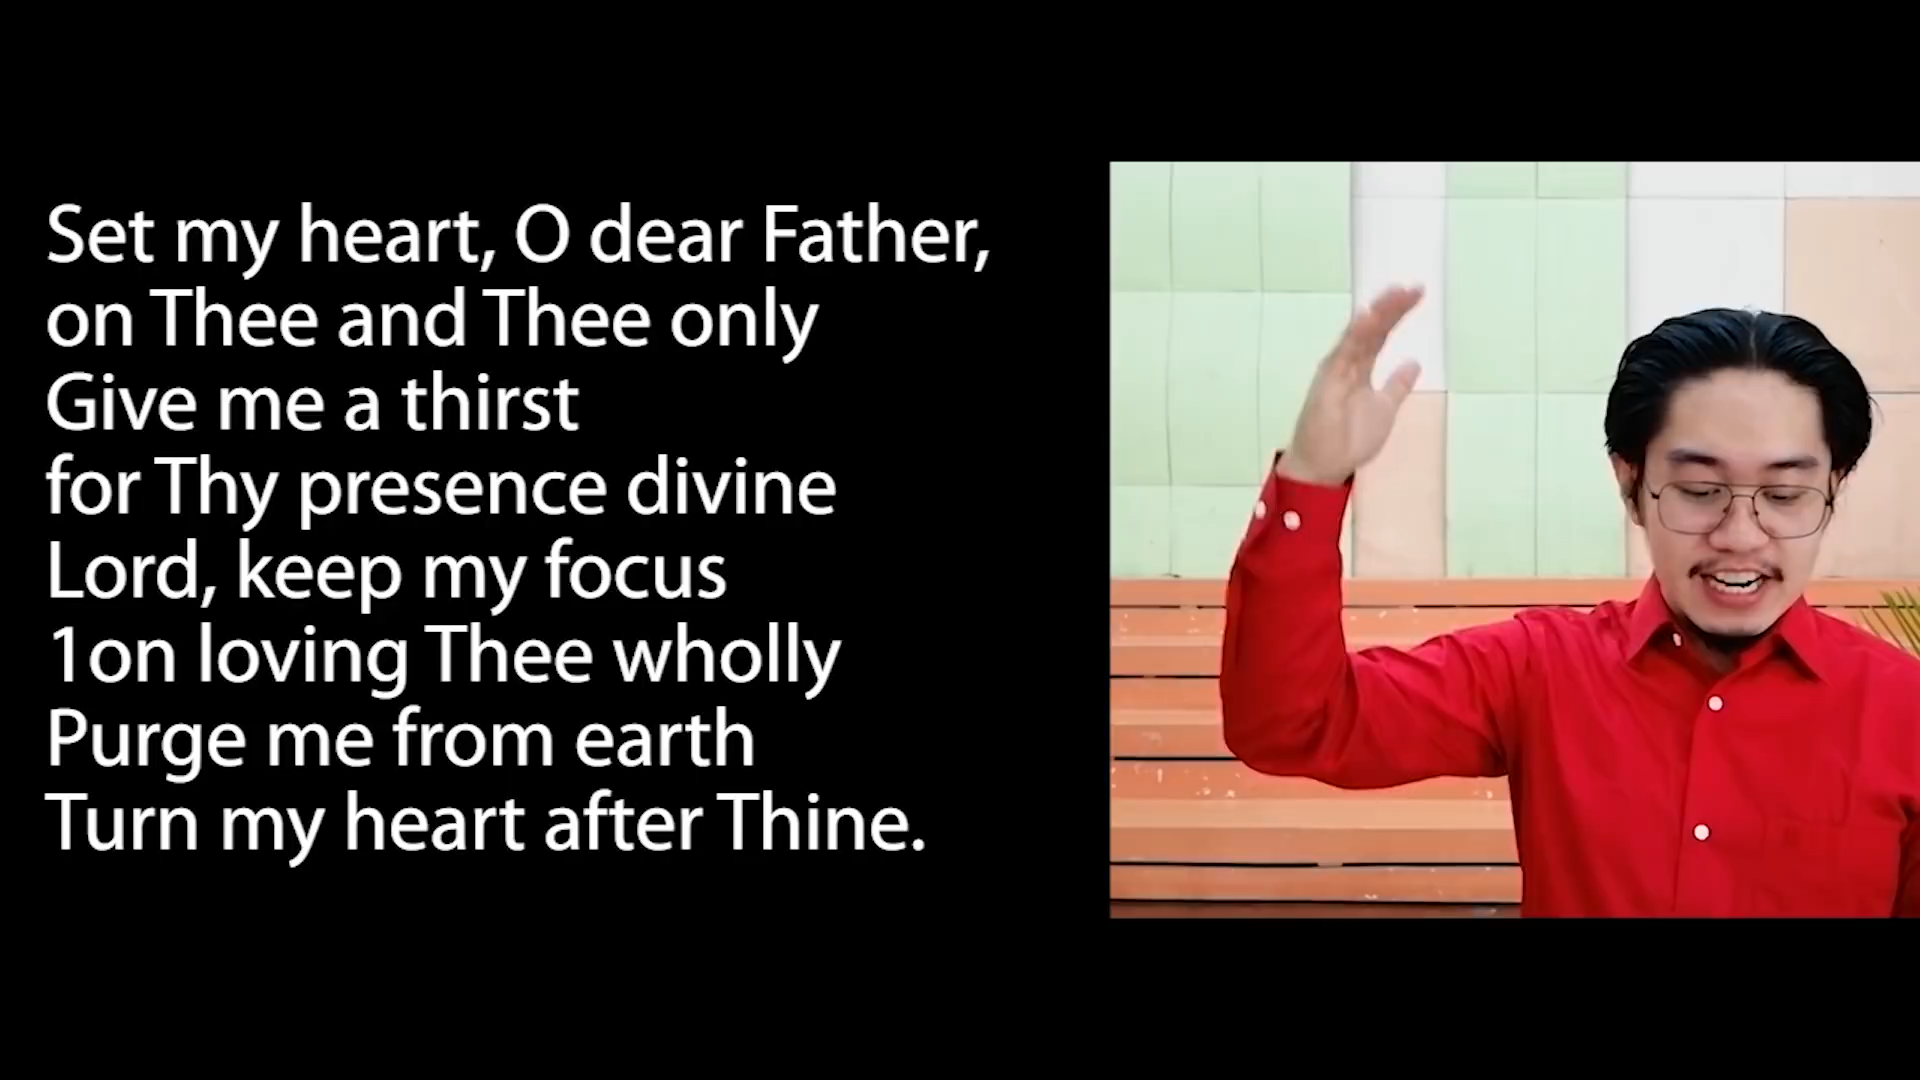 Set my heart, O dear Father,
on Thee and Thee only
Give me a thirst
for Thy presence divine
Lord, keep my focus
1on loving Thee wholly
Purge me from earth
Turn my heart after Thine.